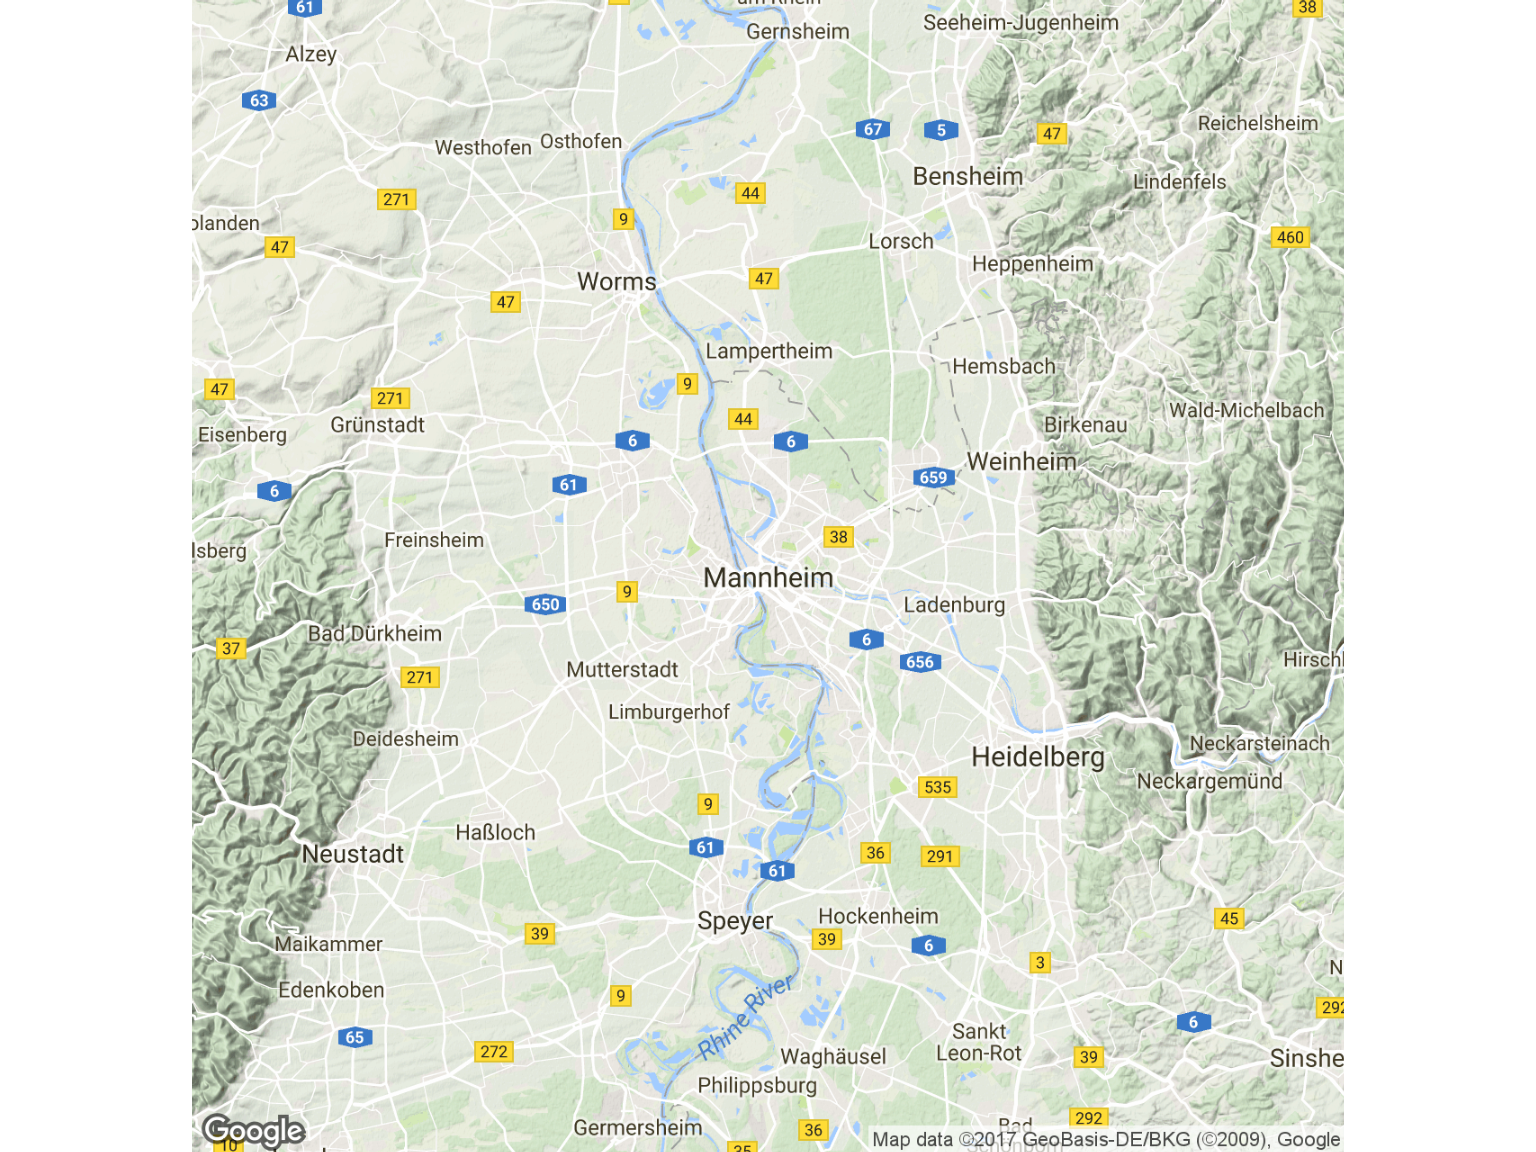 61
am Rhein
38
Gernsheim
Seeheim-Jugenheim
Alzey
63
67
5
47
Reichelsheim
Westhofen
Osthofen
Bensheim
Lindenfels
271
44
9
olanden
47
Lorsch
460
Heppenheim
Worms
47
47
Lampertheim
Hemsbach
47
271
9
44
Wald-Michelbach
Eisenberg
Grünstadt
6
6
Birkenau
Weinheim
6
61
659
lsberg
Freinsheim
38
Mannheim
650
9
Ladenburg
37
Bad Dürkheim
6
656
Hirschl
271
Mutterstadt
Limburgerhof
Deidesheim
Heidelberg
Neckarsteinach
Neckargemünd
535
9
Haßloch
Neustadt
61
61
36
291
Speyer
Hockenheim
45
39
39
6
Maikammer
3
N
Edenkoben
9
Rhine River
292
65
272
6
Sankt
Leon-Rot
Waghäusel
39
Sinshe
Philippsburg
Germersheim
36
292
Bad
Schönborn
35
10
Google
Map data ©2017 GeoBasis-DE/BKG (©2009), Google